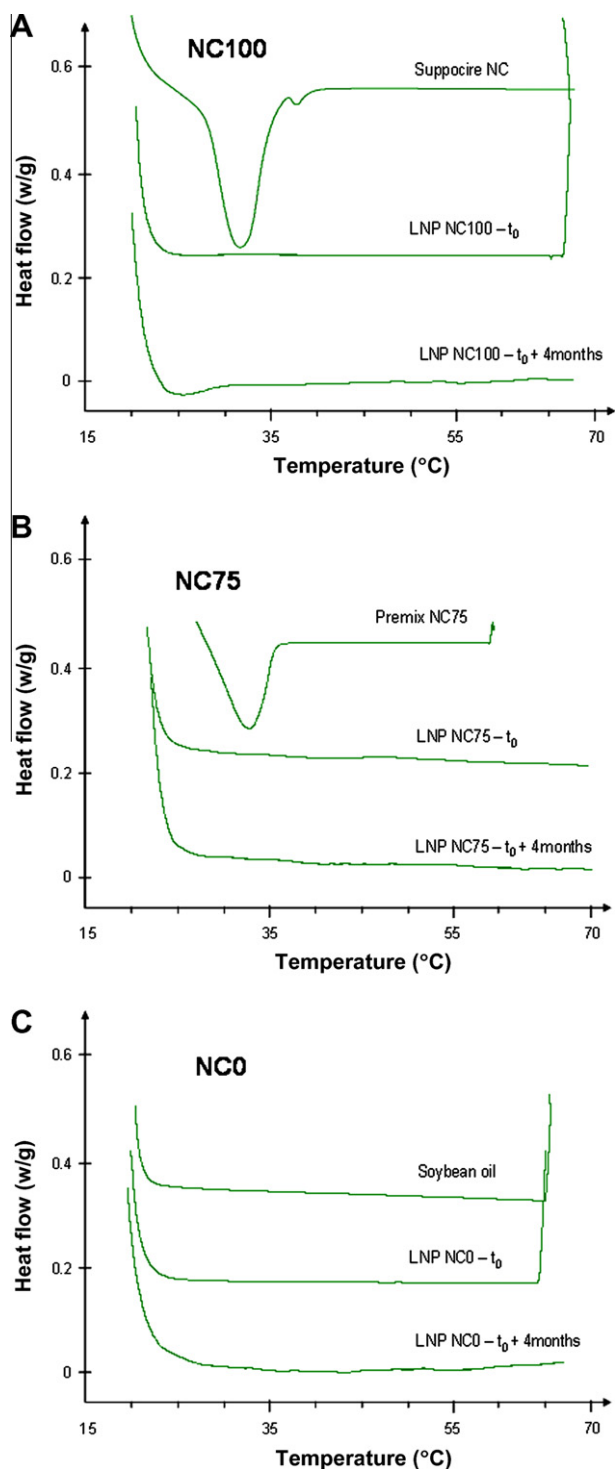 A
NC100
0.6
Suppocire NC
0.4
LNP NC100 – t₀
0.2
LNP NC100 – t₀ + 4months
0
Heat flow (w/g)
15 35 55 70
Temperature (°C)
B
NC75
0.6
Premix NC75
0.4
LNP NC75 – t₀
0.2
LNP NC75 – t₀ + 4months
0
Heat flow (w/g)
15 35 55 70
Temperature (°C)
C
NC0
0.6
Soybean oil
0.4
LNP NC0 – t₀
0.2
LNP NC0 – t₀ + 4months
0
Heat flow (w/g)
15 35 55 70
Temperature (°C)